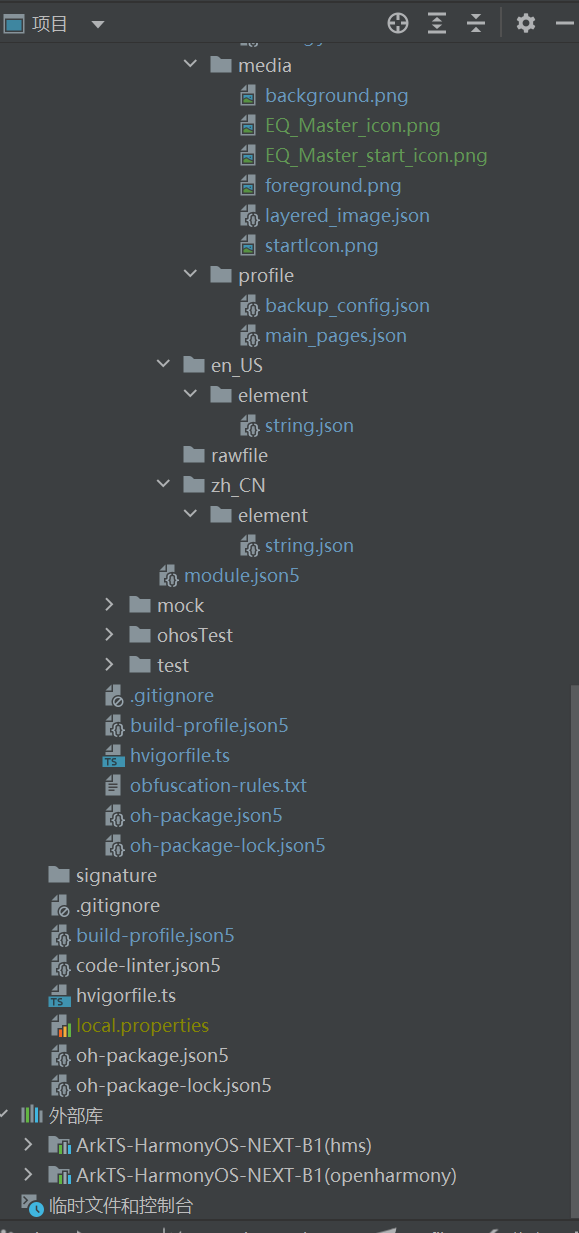 项目
media
background.png
EQ_Master_icon.png
EQ_Master_start_icon.png
foreground.png
layered_image.json
startIcon.png
profile
backup_config.json
main_pages.json
en_US
element
string.json
rawfile
zh_CN
element
string.json
module.json5
mock
ohosTest
test
.gitignore
build-profile.json5
hvigorfile.ts
obfuscation-rules.txt
oh-package.json5
oh-package-lock.json5
signature
.gitignore
build-profile.json5
code-linter.json5
hvigorfile.ts
local.properties
oh-package.json5
oh-package-lock.json5
外部库
ArkTS-HarmonyOS-NEXT-B1(hms)
ArkTS-HarmonyOS-NEXT-B1(openharmony)
临时文件和控制台